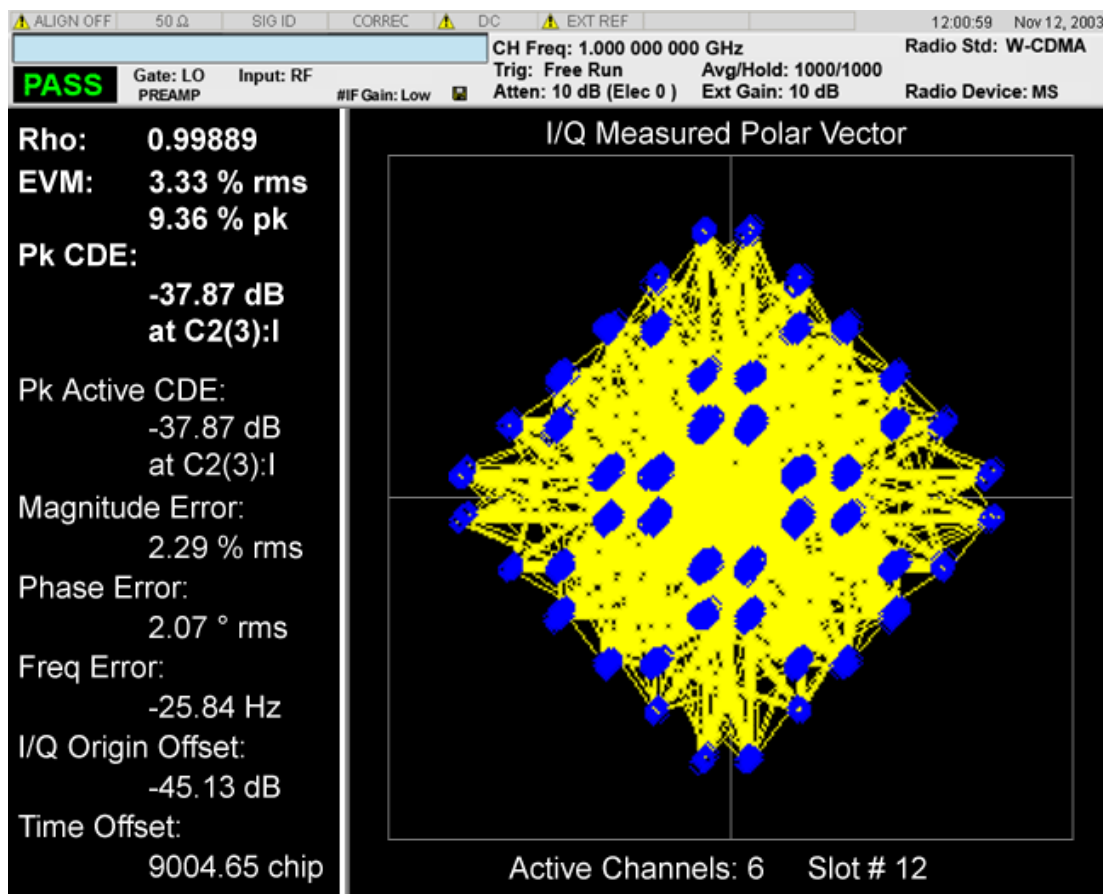 ALIGN OFF 50 Ω SIG ID CORREC DC EXT REF 12:00:59 Nov 12, 2003
CH Freq: 1.000 000 000 GHz Radio Std: W-CDMA
PASS Gate: LO Input: RF Trig: Free Run Avg/Hold: 1000/1000
PREAMP #IF Gain: Low Atten: 10 dB (Elec 0 ) Ext Gain: 10 dB Radio Device: MS
Rho: 0.99889
EVM: 3.33 % rms
9.36 % pk
Pk CDE:
-37.87 dB
at C2(3):I
Pk Active CDE:
-37.87 dB
at C2(3):I
Magnitude Error:
2.29 % rms
Phase Error:
2.07 ° rms
Freq Error:
-25.84 Hz
I/Q Origin Offset:
-45.13 dB
Time Offset:
9004.65 chip
I/Q Measured Polar Vector
Active Channels: 6 Slot # 12